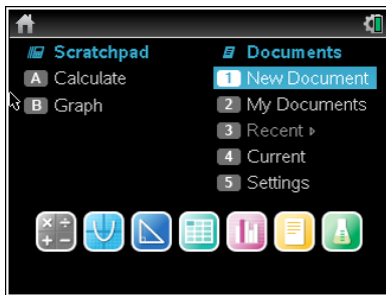 Scratchpad
A Calculate
B Graph
Documents
1 New Document
2 My Documents
3 Recent ▸
4 Current
5 Settings